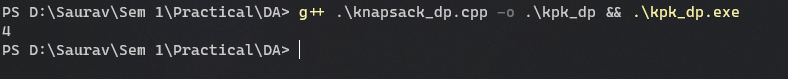 PS D:\Saurav\Sem 1\Practical\DA> g++ .\knapsack_dp.cpp -o .\kpk_dp && .\kpk_dp.exe
4
PS D:\Saurav\Sem 1\Practical\DA>